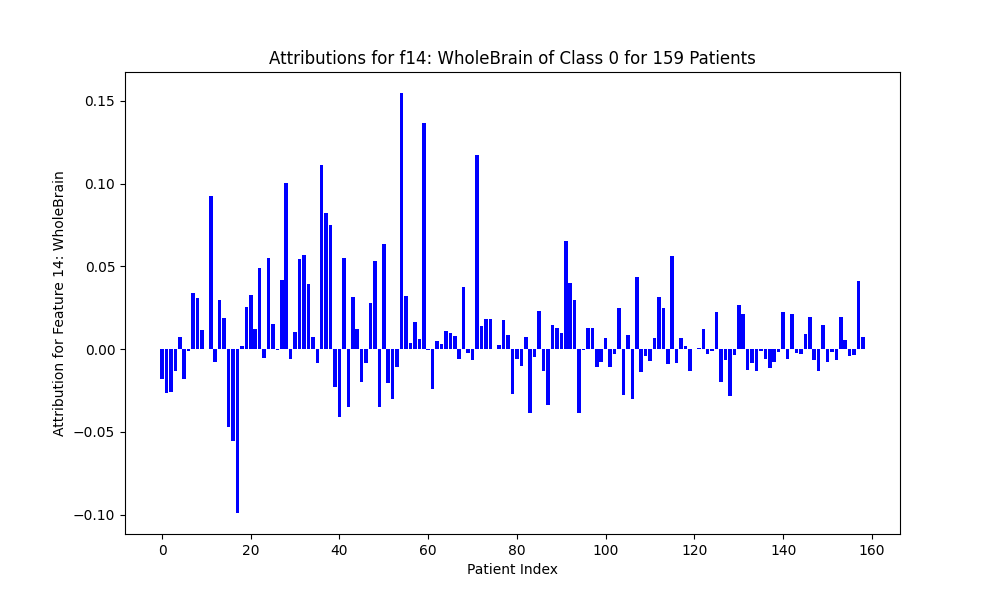 Attributions for f14: WholeBrain of Class 0 for 159 Patients
Attribution for Feature 14: WholeBrain
0.15
0.10
0.05
0.00
−0.05
−0.10
0 20 40 60 80 100 120 140 160
Patient Index